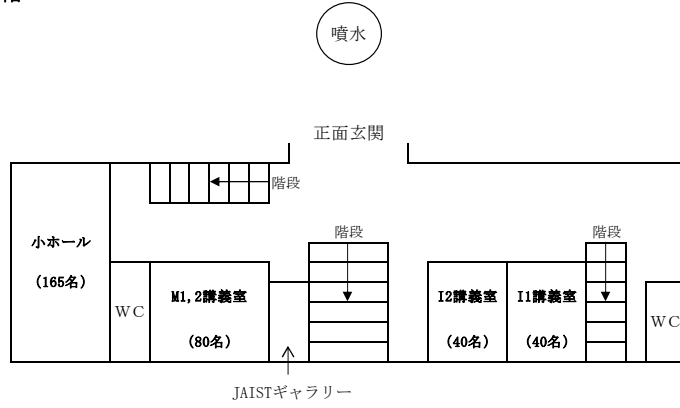 噴水
正面玄関
階段
小ホール
(165名)
階段
階段
WC
M1,2講義室
(80名)
I2講義室
(40名)
I1講義室
(40名)
WC
JAISTギャラリー